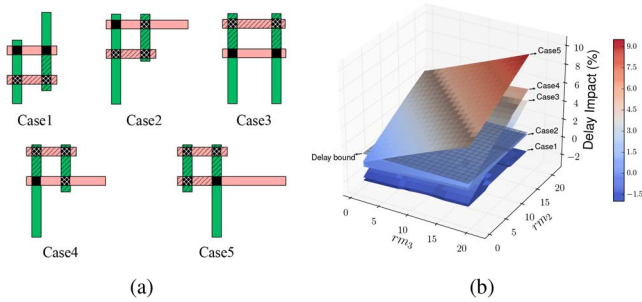 Case1
Case2
Case3
Case4
Case5
(a)
Case5
Case4
Case3
Case2
Case1
Delay bound
Delay Impact (%)
10
8
6
4
2
0
−2
0
5
10
15
20
rm3
0
5
10
15
20
rm2
9.0
7.5
6.0
4.5
3.0
1.5
0.0
−1.5
(b)